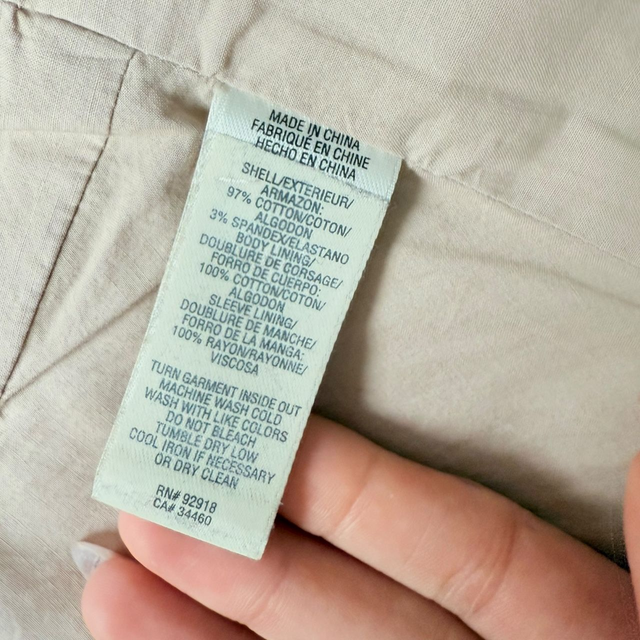 MADE IN CHINA
FABRIQUÉ EN CHINE
HECHO EN CHINA
SHELL/EXTERIEUR/
ARMAZON:
97% COTTON/COTON/
ALGODON
3% SPANDEX/ELASTANO
BODY LINING/
DOUBLURE DE CORSAGE/
FORRO DE CUERPO:
100% COTTON/COTON/
ALGODON
SLEEVE LINING/
DOUBLURE DE MANCHE/
FORRO DE LA MANGA:
100% RAYON/RAYONNE/
VISCOSA
TURN GARMENT INSIDE OUT
MACHINE WASH COLD
WASH WITH LIKE COLORS
DO NOT BLEACH
TUMBLE DRY LOW
COOL IRON IF NECESSARY
OR DRY CLEAN
RN# 92918
CA# 34460